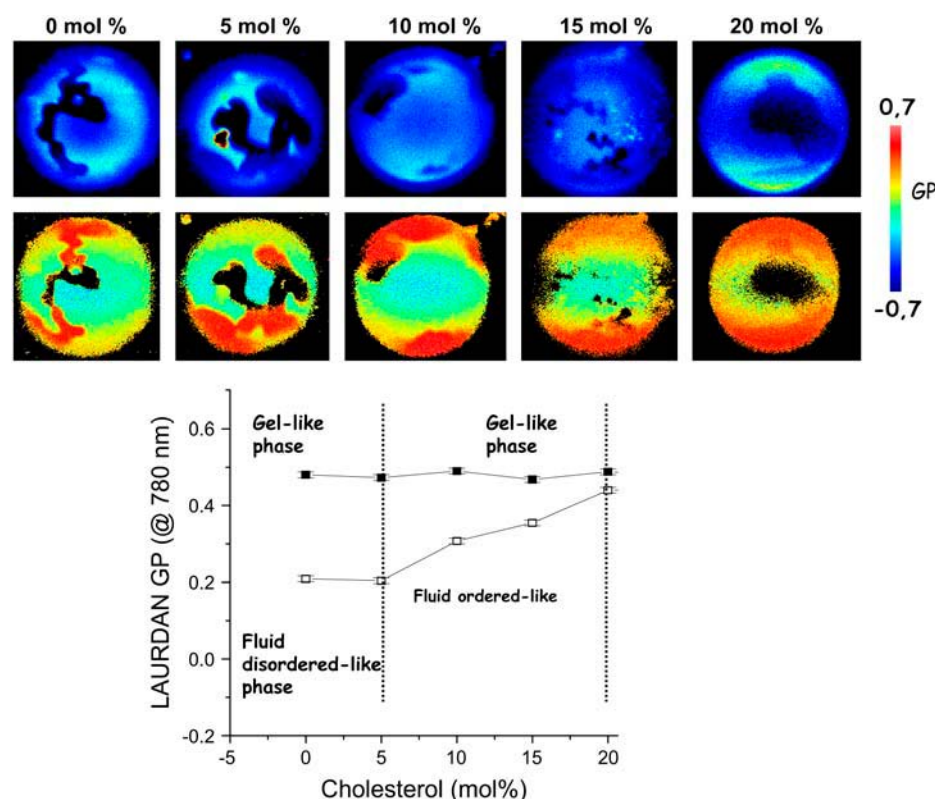 0 mol %
5 mol %
10 mol %
15 mol %
20 mol %
0,7
GP
-0,7
LAURDAN GP (@ 780 nm)
0.6
0.4
0.2
0.0
-0.2
Gel-like
phase
Gel-like
phase
Fluid ordered-like
Fluid
disordered-like
phase
-5
0
5
10
15
20
Cholesterol (mol%)